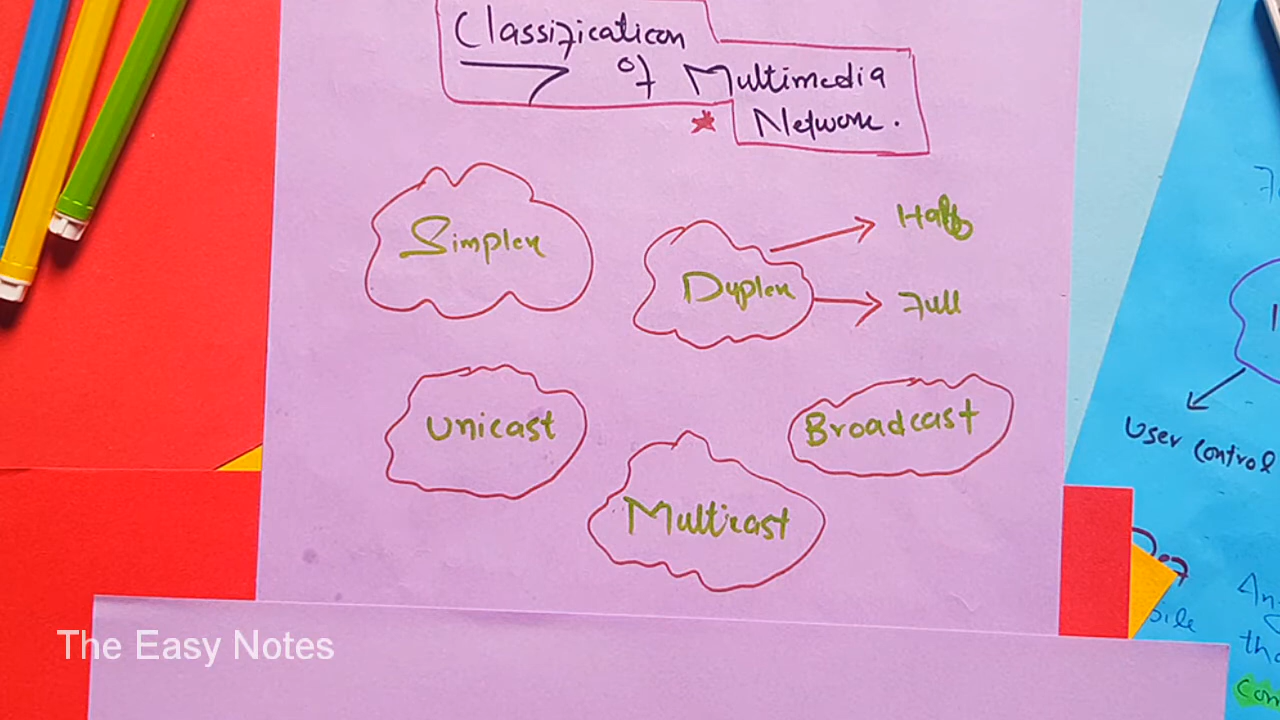 Classification
of Multimedia
Network.
Simplex
Half
Duplex
Full
Unicast
Broadcast
Multicast
User control
The Easy Notes